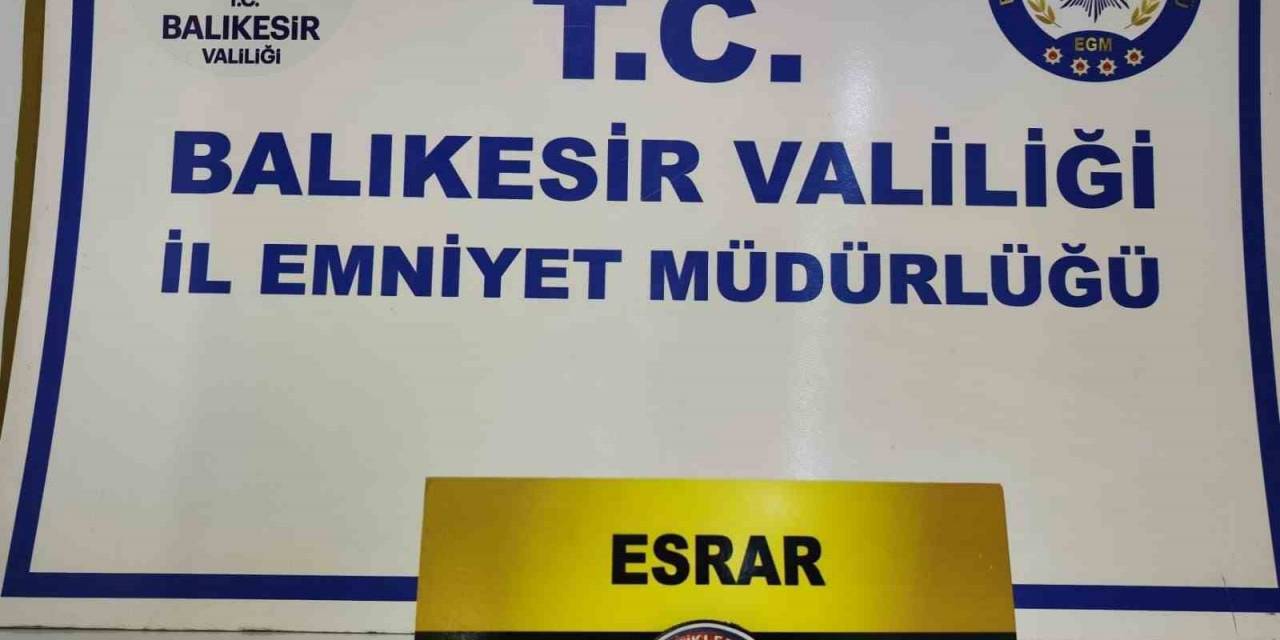 T.C.
BALIKESİR
VALİLİĞİ
T.C.
EGM
BALIKESİR VALİLİĞİ
İL EMNİYET MÜDÜRLÜĞÜ
ESRAR